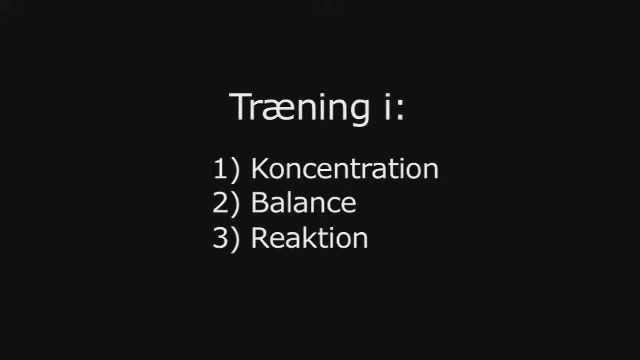 Træning i:
1) Koncentration
2) Balance
3) Reaktion